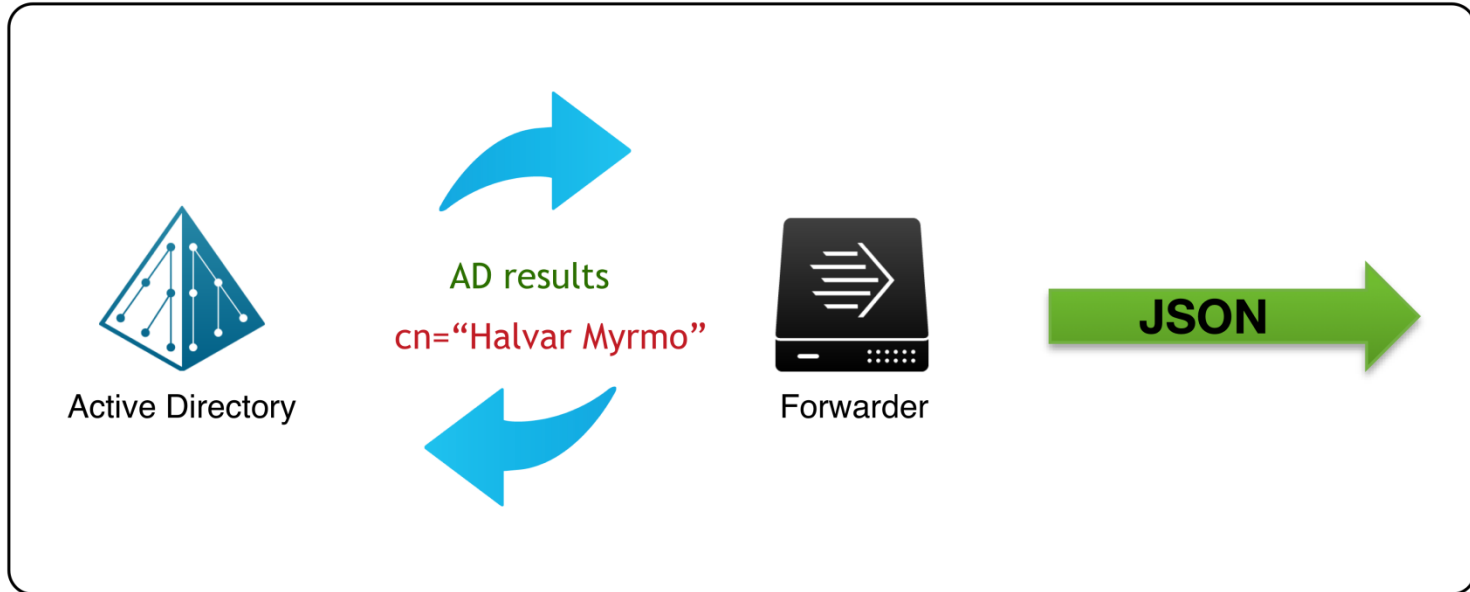 AD results
cn=“Halvar Myrmo”
Active Directory
Forwarder
JSON